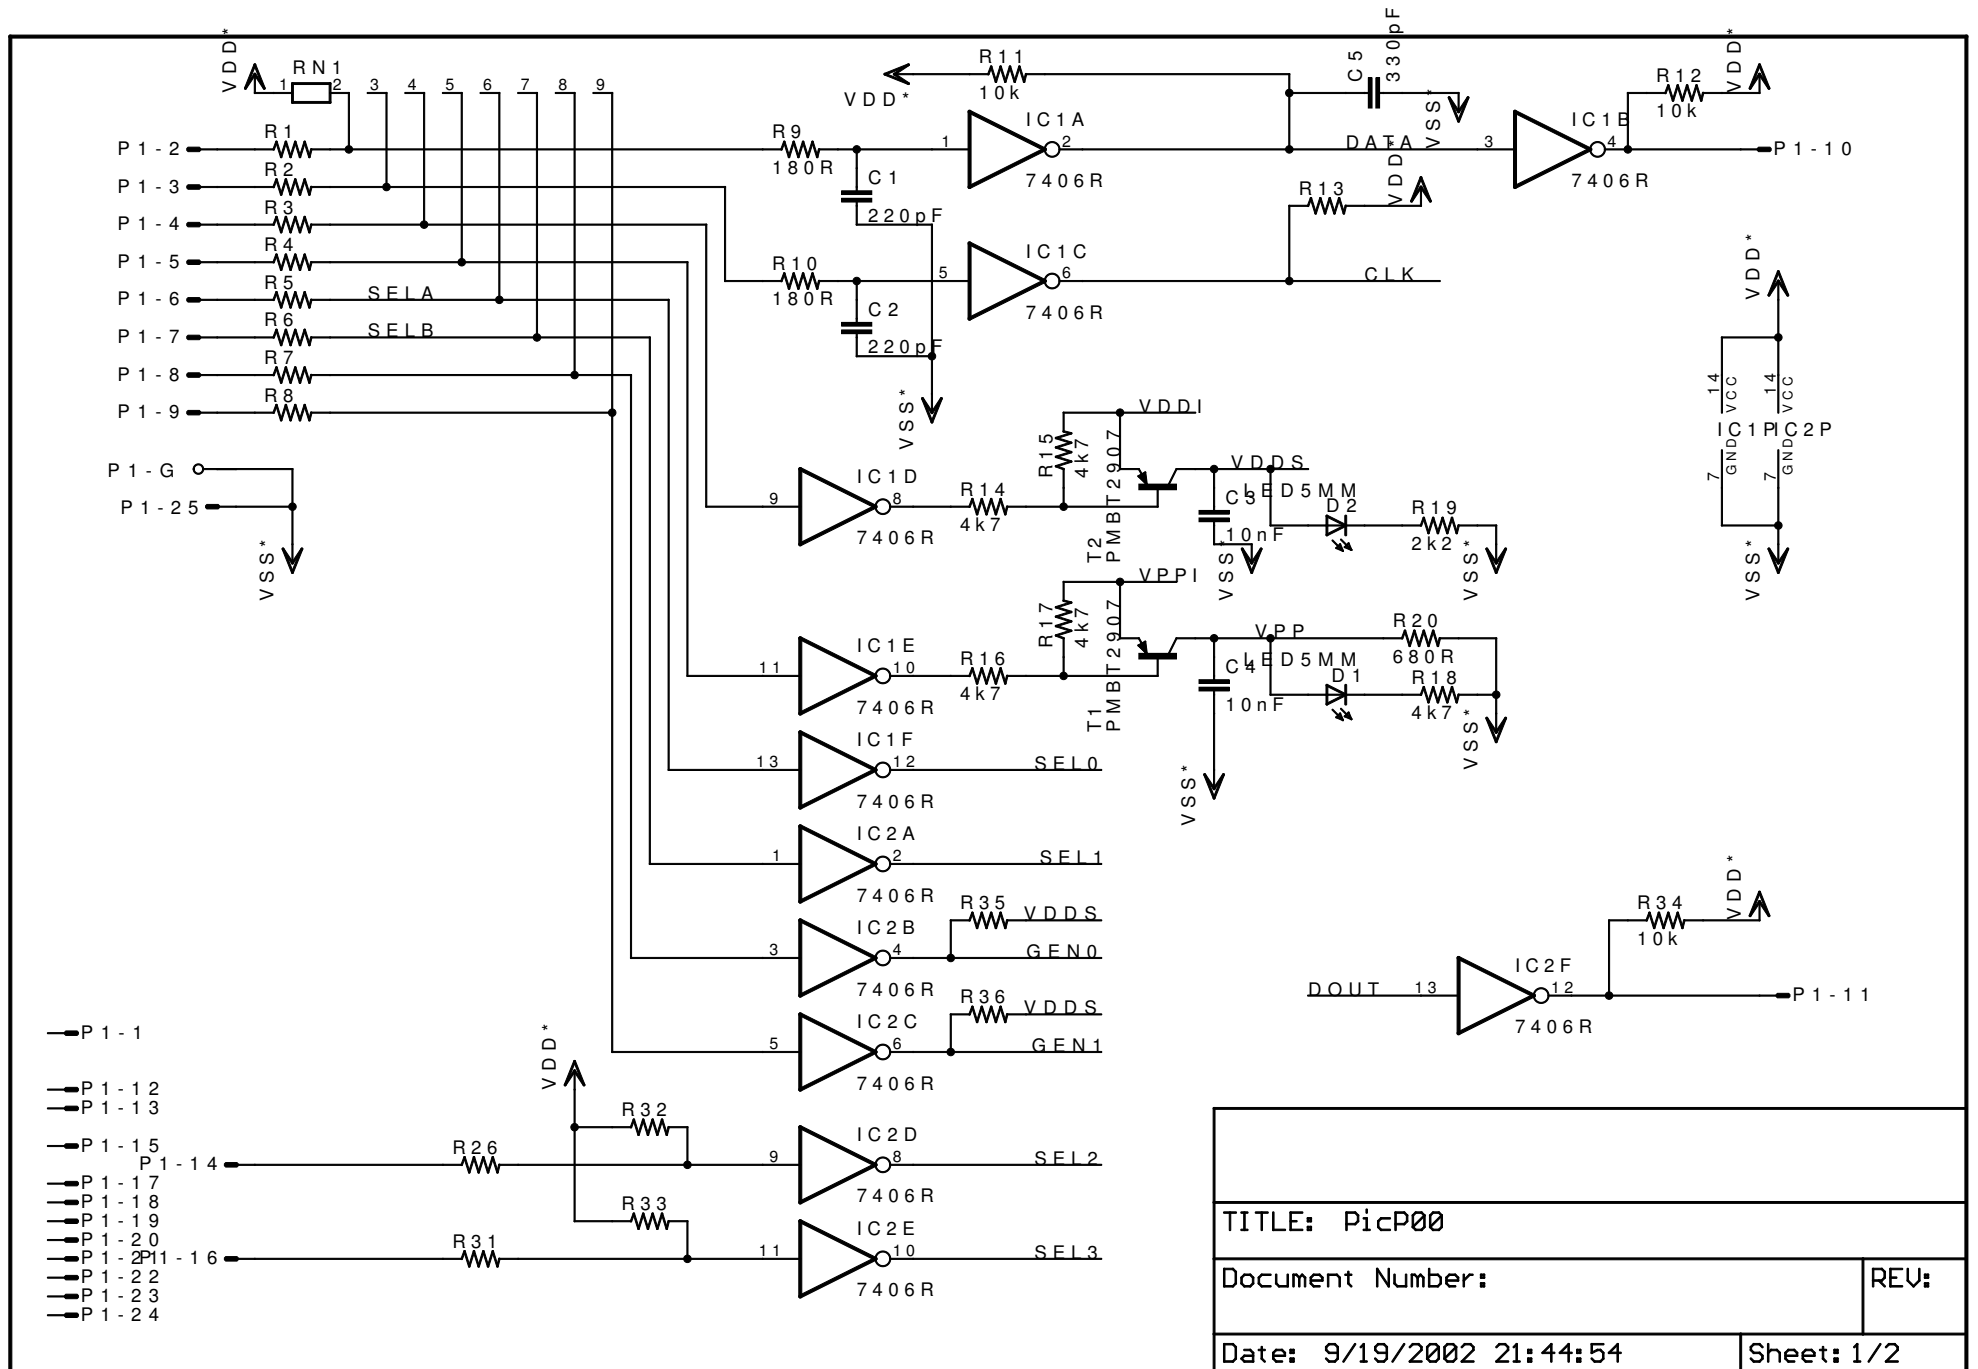 VDD*
RN1
1
2
3
4
5
6
7
8
9
P1-2
R1
P1-3
R2
P1-4
R3
P1-5
R4
P1-6
R5
SELA
P1-7
R6
SELB
P1-8
R7
P1-9
R8
P1-G
P1-25
VSS*
VDD*
R11
10k
C5
330pF
VSS*
R9
180R
C1
220pF
1
IC1A
2
7406R
DATA
3
IC1B
4
7406R
R12
10k
VDD*
P1-10
R10
180R
C2
220pF
VSS*
5
IC1C
6
7406R
R13
VDD*
CLK
VDD*
14
VCC
14
VCC
IC1P
IC2P
7
GND
7
GND
VSS*
9
IC1D
8
7406R
R14
4k7
R15
4k7
T2
PMBT2907
VDDI
VDDS
C3
10nF
VSS*
LED5MM
D2
R19
2k2
VSS*
11
IC1E
10
7406R
R16
4k7
R17
4k7
T1
PMBT2907
VPPI
VPP
C4
10nF
VSS*
LED5MM
D1
R20
680R
R18
4k7
VSS*
13
IC1F
12
7406R
SEL0
1
IC2A
2
7406R
SEL1
3
IC2B
4
7406R
R35
VDDS
GEN0
5
IC2C
6
7406R
R36
VDDS
GEN1
DOUT
13
IC2F
12
7406R
R34
10k
VDD*
P1-11
P1-1
P1-12
P1-13
P1-15
P1-14
P1-17
P1-18
P1-19
P1-20
P1-21
P1-16
P1-22
P1-23
P1-24
VDD*
R26
R32
9
IC2D
8
7406R
SEL2
R31
R33
11
IC2E
10
7406R
SEL3
TITLE: PicP00
Document Number:
REV:
Date: 9/19/2002 21:44:54
Sheet: 1/2